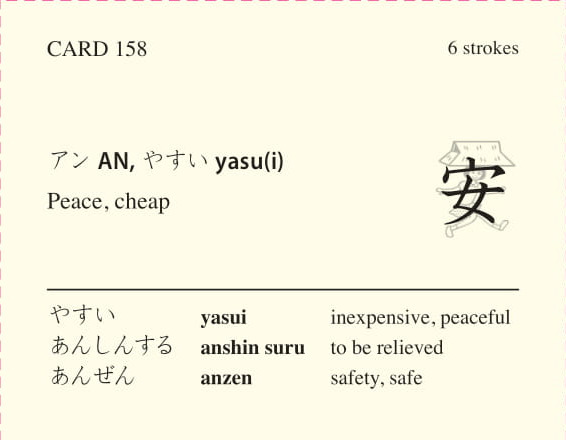 CARD 158 6 strokes
アン AN, やすい yasu(i)
Peace, cheap
安
やすい yasui inexpensive, peaceful
あんしんする anshin suru to be relieved
あんぜん anzen safety, safe